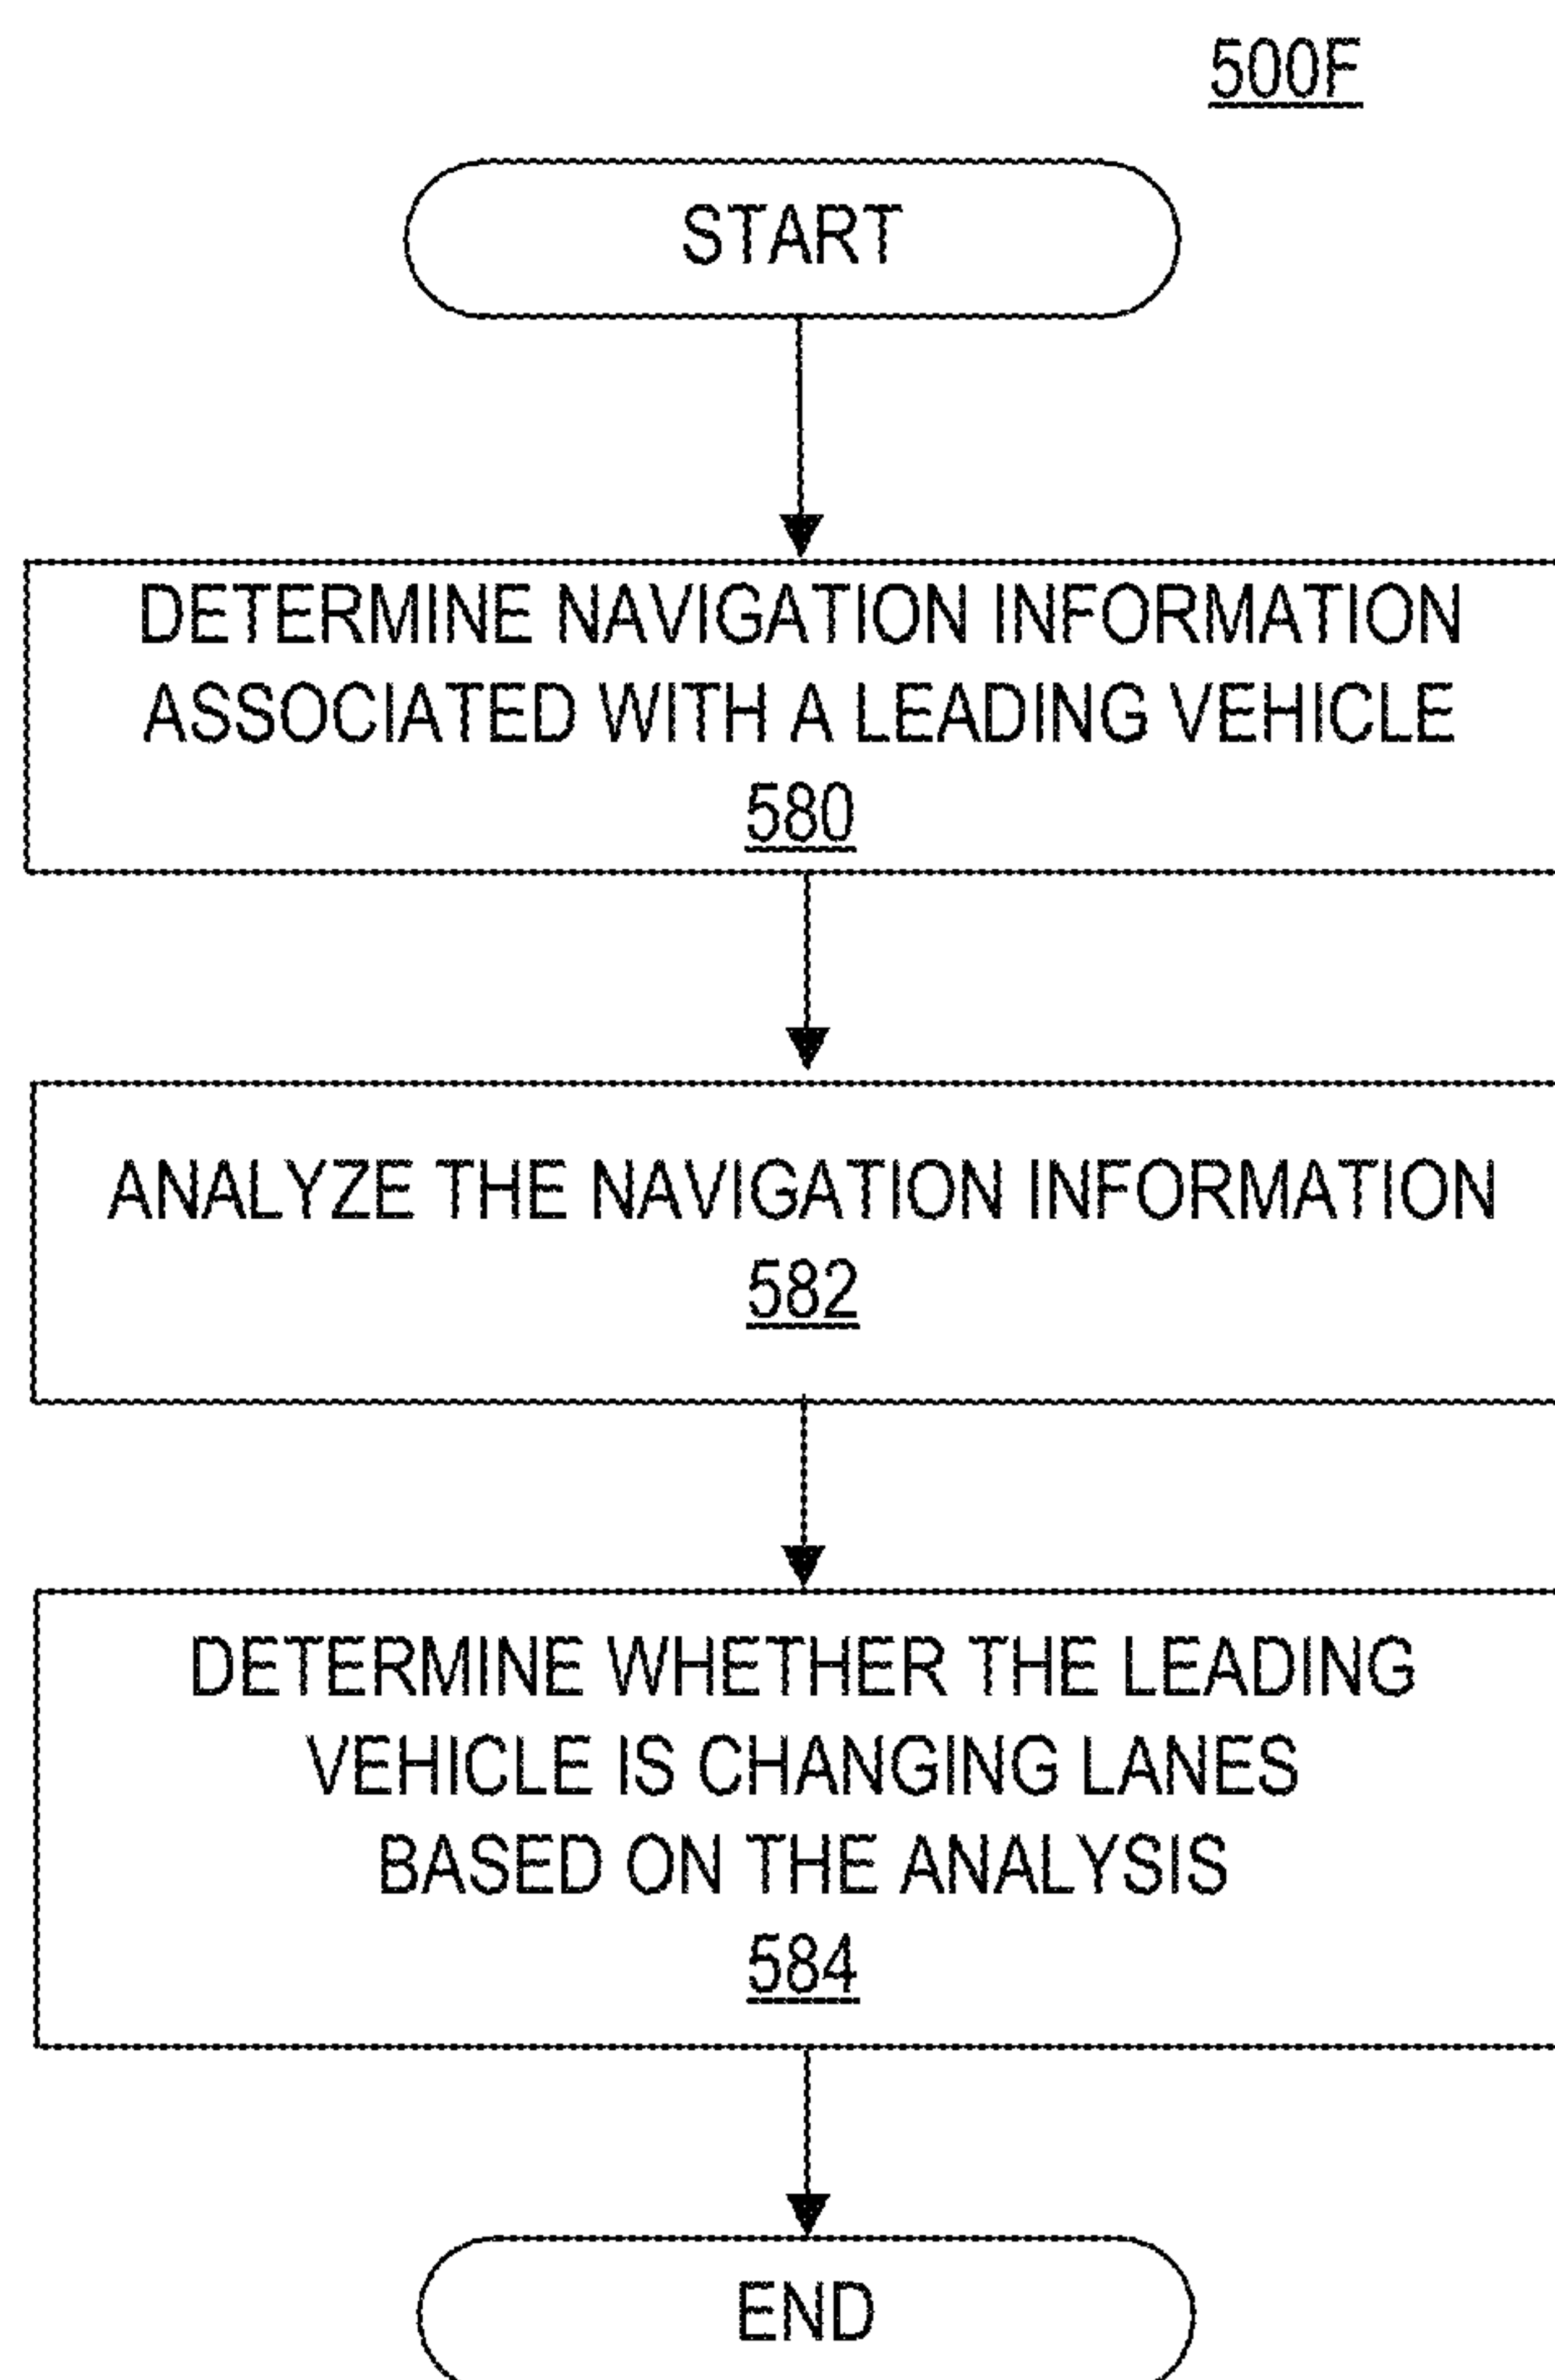 500F
START
DETERMINE NAVIGATION INFORMATION
ASSOCIATED WITH A LEADING VEHICLE
580
ANALYZE THE NAVIGATION INFORMATION
582
DETERMINE WHETHER THE LEADING
VEHICLE IS CHANGING LANES
BASED ON THE ANALYSIS
584
END